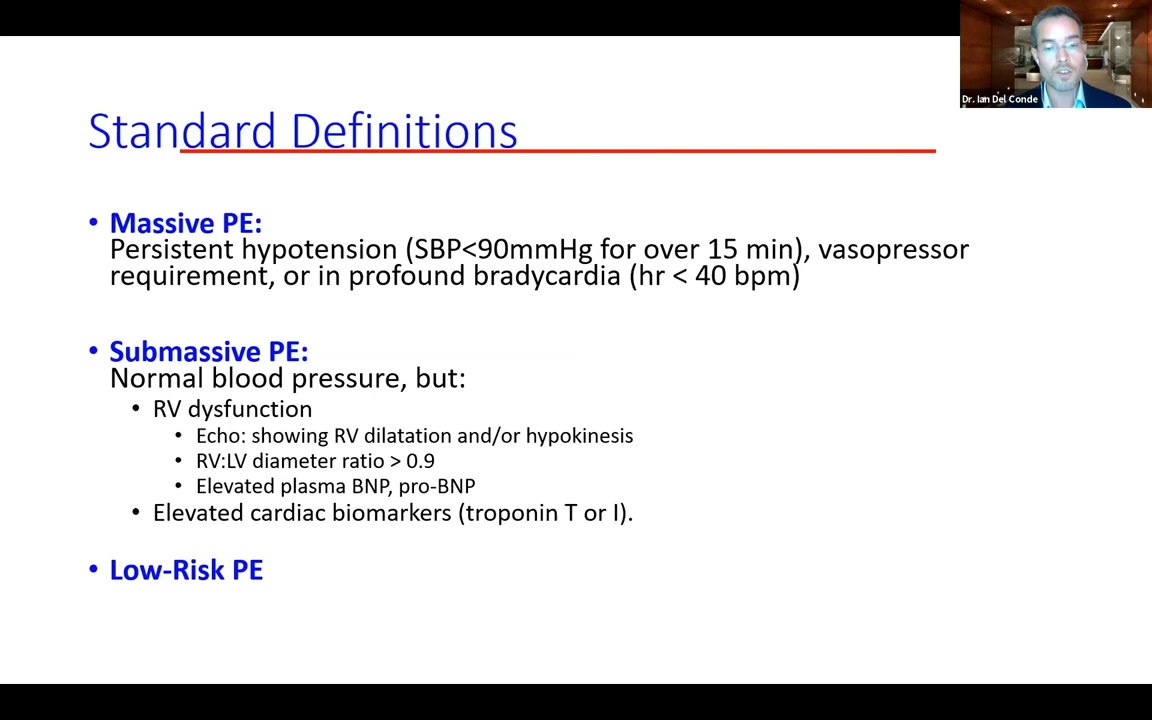 Dr. Ian Del Conde
Standard Definitions
• Massive PE:
Persistent hypotension (SBP<90mmHg for over 15 min), vasopressor
requirement, or in profound bradycardia (hr < 40 bpm)
• Submassive PE:
Normal blood pressure, but:
• RV dysfunction
• Echo: showing RV dilatation and/or hypokinesis
• RV:LV diameter ratio > 0.9
• Elevated plasma BNP, pro-BNP
• Elevated cardiac biomarkers (troponin T or I).
• Low-Risk PE